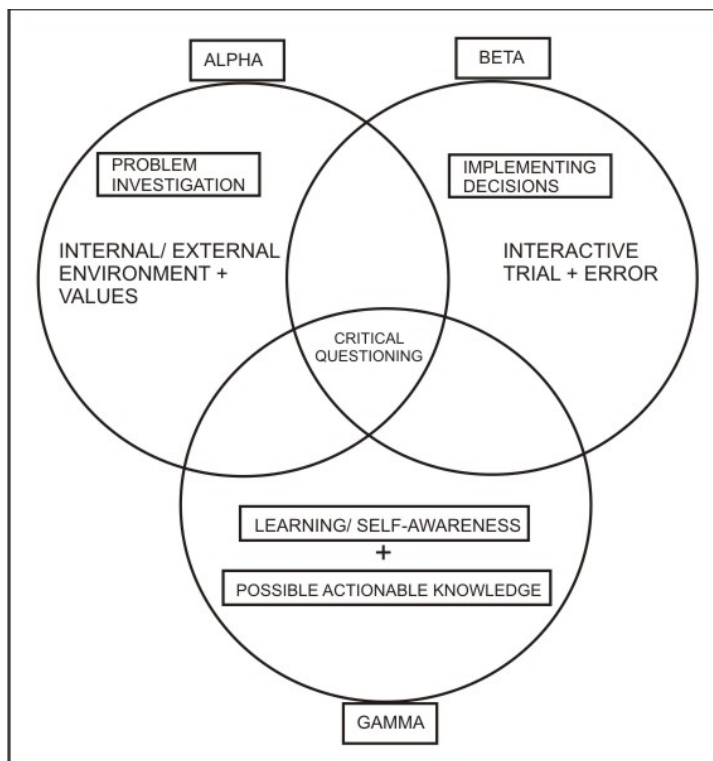 ALPHA
BETA
PROBLEM
INVESTIGATION
IMPLEMENTING
DECISIONS
INTERNAL/ EXTERNAL
ENVIRONMENT +
VALUES
INTERACTIVE
TRIAL + ERROR
CRITICAL
QUESTIONING
LEARNING/ SELF-AWARENESS
+
POSSIBLE ACTIONABLE KNOWLEDGE
GAMMA